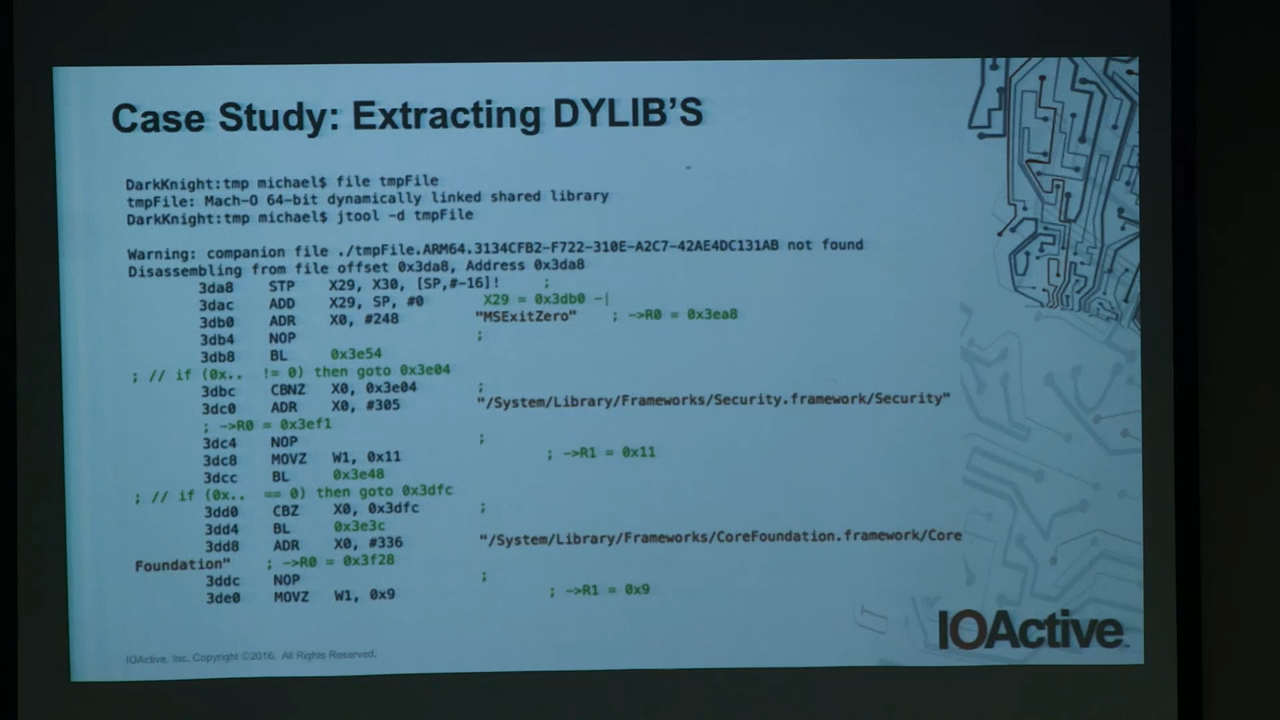 Case Study: Extracting DYLIB'S
DarkKnight:tmp michael$ file tmpFile
tmpFile: Mach-O 64-bit dynamically linked shared library
DarkKnight:tmp michael$ jtool -d tmpFile
Warning: companion file ./tmpFile.ARM64.3134CFB2-F722-310E-A2C7-42AE4DC131AB not found
Disassembling from file offset 0x3da8, Address 0x3da8
3da8 STP X29, X30, [SP,#-16]! ;
3dac ADD X29, SP, #0 X29 = 0x3db0 -|
3db0 ADR X0, #248 "MSExitZero" ; ->R0 = 0x3ea8
3db4 NOP ;
3db8 BL 0x3e54
; // if (0x.. != 0) then goto 0x3e04
3dbc CBNZ X0, 0x3e04 ;
3dc0 ADR X0, #305 "/System/Library/Frameworks/Security.framework/Security"
; ->R0 = 0x3ef1
3dc4 NOP ;
3dc8 MOVZ W1, 0x11 ; ->R1 = 0x11
3dcc BL 0x3e48
; // if (0x.. == 0) then goto 0x3dfc
3dd0 CBZ X0, 0x3dfc ;
3dd4 BL 0x3e3c
3dd8 ADR X0, #336 "/System/Library/Frameworks/CoreFoundation.framework/Core
Foundation" ; ->R0 = 0x3f28
3ddc NOP ;
3de0 MOVZ W1, 0x9 ; ->R1 = 0x9
IOActive, Inc. Copyright ©2016. All Rights Reserved.
IOActive